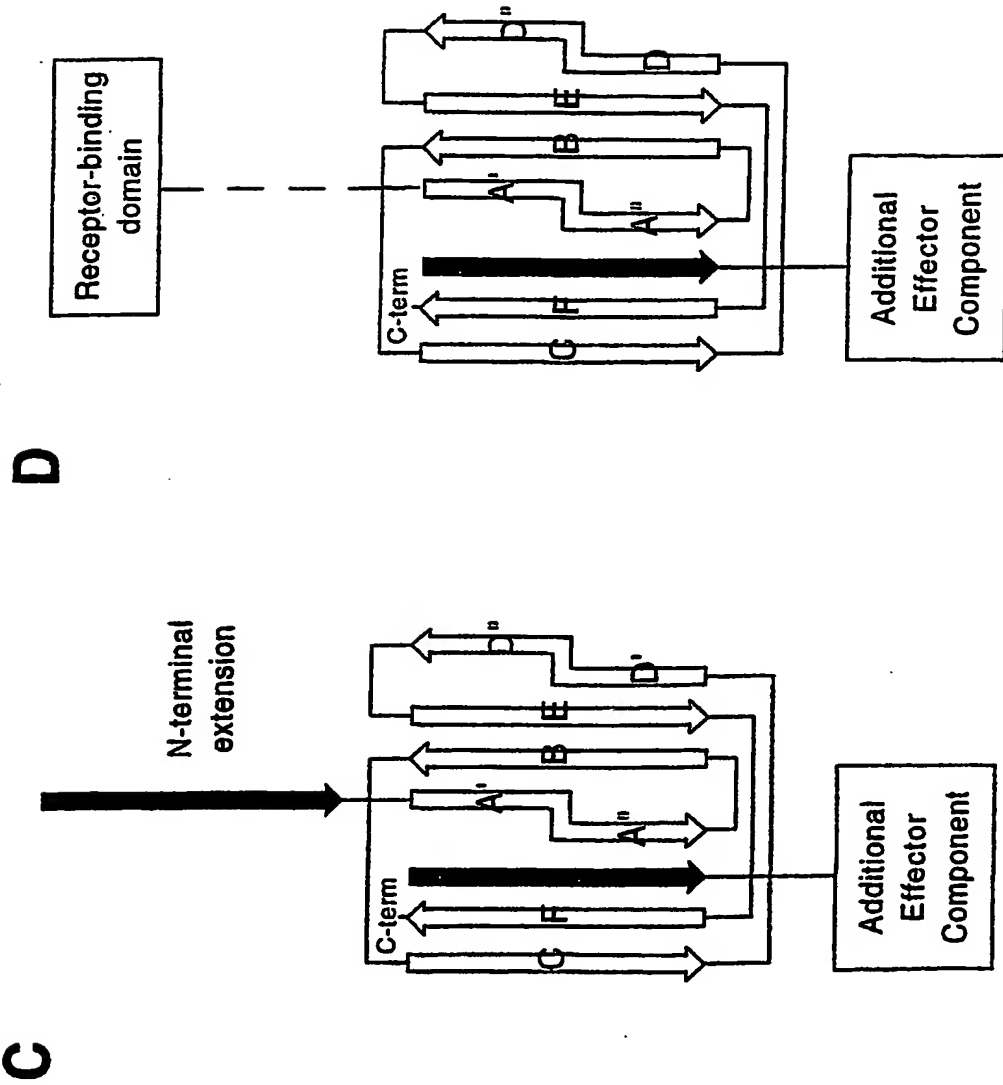 C
N-terminal
extension
C-term
C
F
A'
A"
B
E
D"
D'
Additional
Effector
Component
D
Receptor-binding
domain
C-term
C
F
A'
A"
B
E
D"
D
Additional
Effector
Component